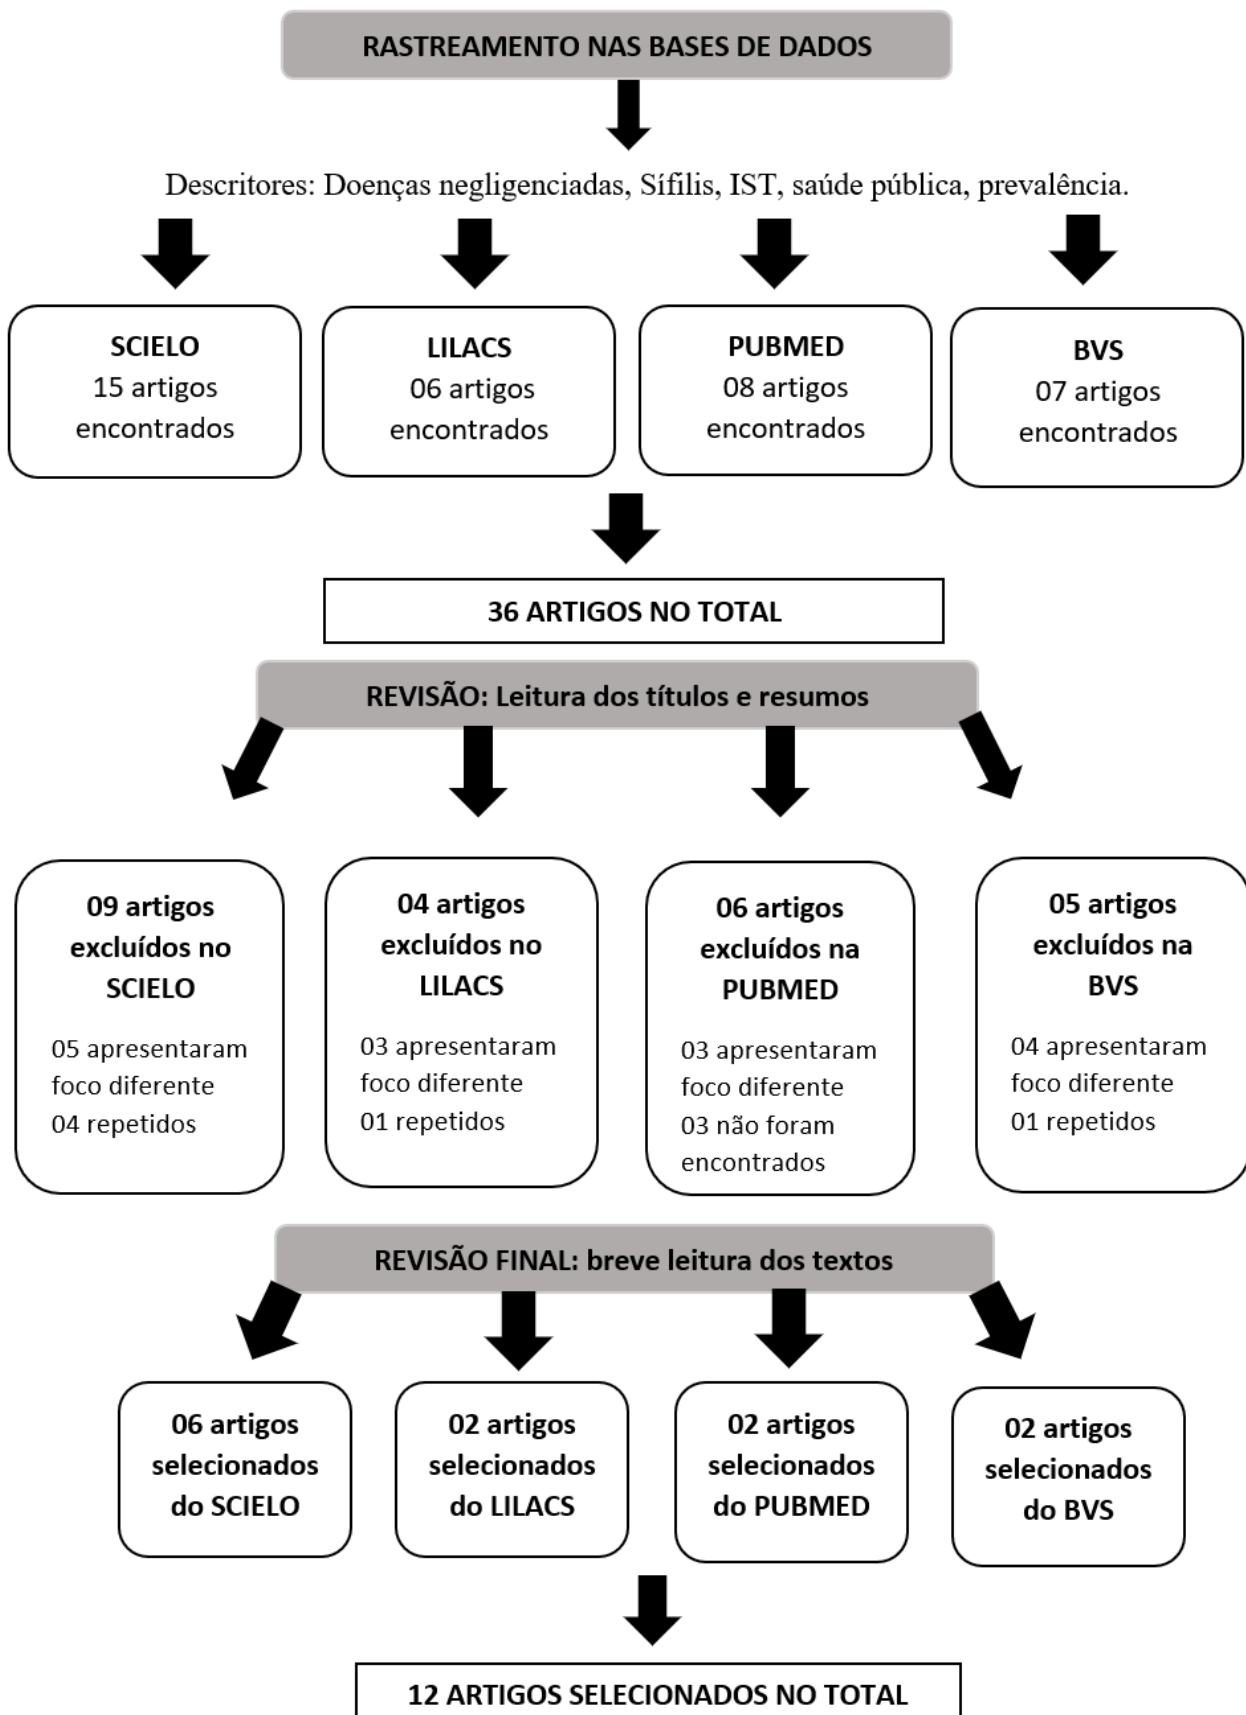 RASTREAMENTO NAS BASES DE DADOS
Descritores: Doenças negligenciadas, Sífilis, IST, saúde pública, prevalência.
SCIELO
15 artigos
encontrados
LILACS
06 artigos
encontrados
PUBMED
08 artigos
encontrados
BVS
07 artigos
encontrados
36 ARTIGOS NO TOTAL
REVISÃO: Leitura dos títulos e resumos
09 artigos
excluídos no
SCIELO
05 apresentaram
foco diferente
04 repetidos
04 artigos
excluídos no
LILACS
03 apresentaram
foco diferente
01 repetidos
06 artigos
excluídos na
PUBMED
03 apresentaram
foco diferente
03 não foram
encontrados
05 artigos
excluídos na
BVS
04 apresentaram
foco diferente
01 repetidos
REVISÃO FINAL: breve leitura dos textos
06 artigos
selecionados
do SCIELO
02 artigos
selecionados
do LILACS
02 artigos
selecionados
do PUBMED
02 artigos
selecionados
do BVS
12 ARTIGOS SELECIONADOS NO TOTAL